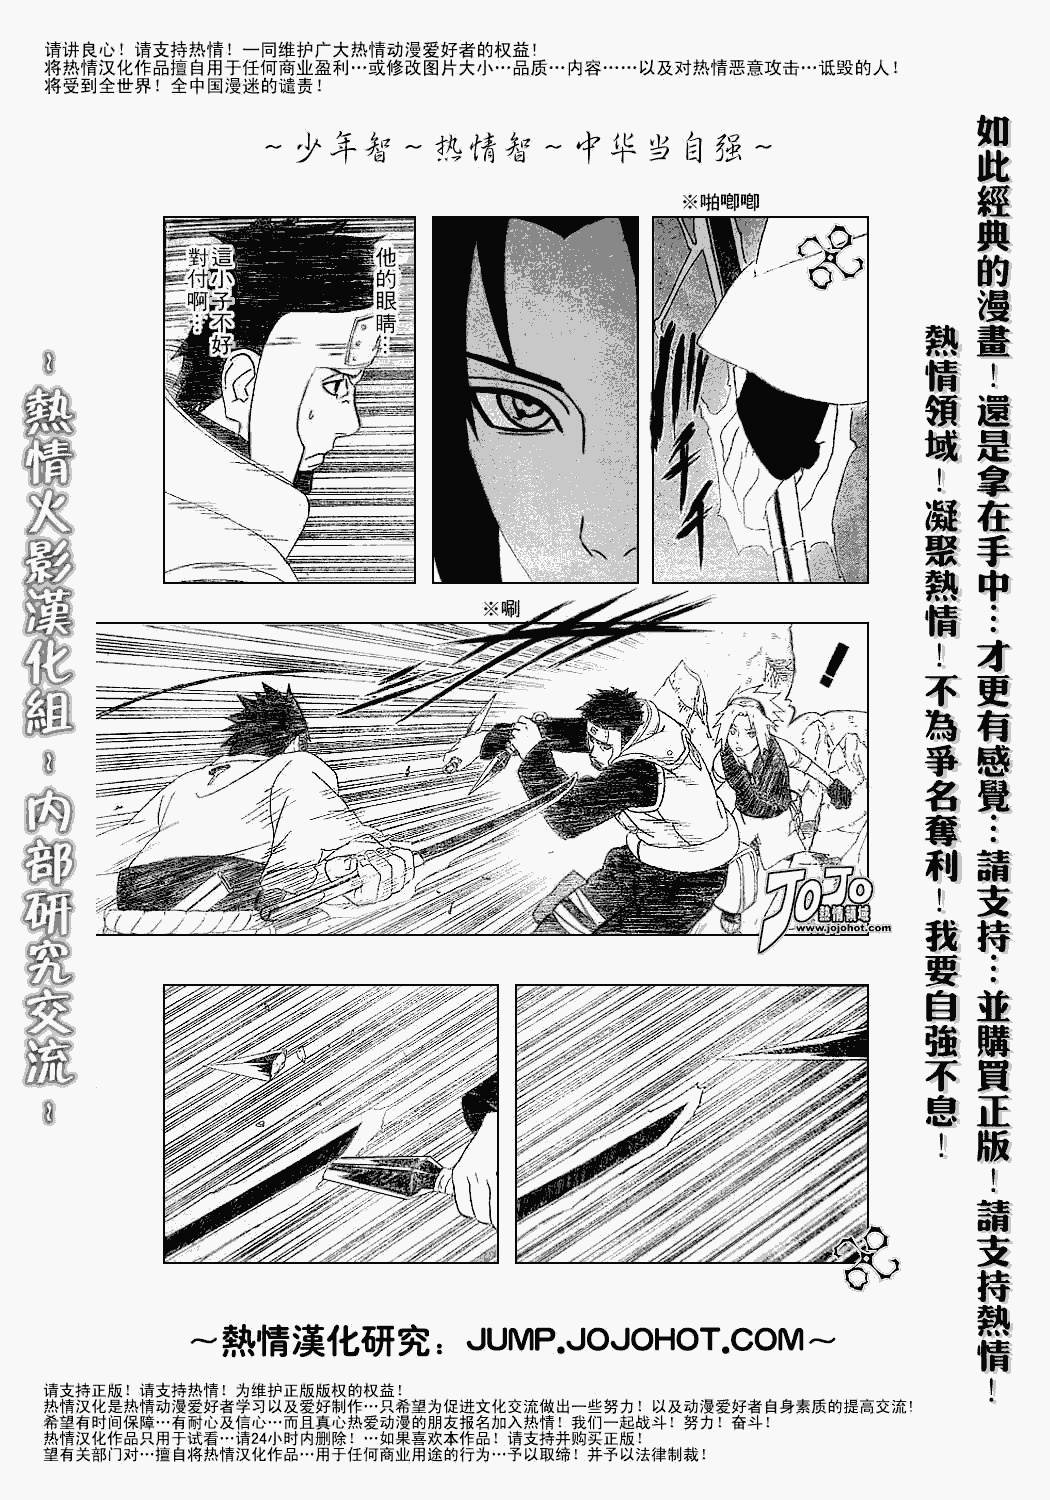 请讲良心！请支持热情！一同维护广大热情动漫爱好者的权益！
将热情汉化作品擅自用于任何商业盈利…或修改图片大小…品质…内容……以及对热情恶意攻击…诋毁的人！
将受到全世界！全中国漫迷的谴责！
～少年智～热情智～中华当自强～
如此經典的漫畫！還是拿在手中…才更有感覺…請支持…並購買正版！請支持熱情！
熱情領域！凝聚熱情！不為爭名奪利！我要自強不息！
～熱情火影漢化組～内部研究交流～
※啪唧唧
他的眼睛…
這小子不好
對付啊…
※唰
！
JOJO
熱情領域
www.jojohot.com
～熱情漢化研究：JUMP.JOJOHOT.COM～
请支持正版！请支持热情！为维护正版版权的权益！
热情汉化是热情动漫爱好者学习以及爱好制作…只希望为促进文化交流做出一些努力！以及动漫爱好者自身素质的提高交流！
希望有时间保障…有耐心及信心…而且真心热爱动漫的朋友报名加入热情！我们一起战斗！努力！奋斗！
热情汉化作品只用于试看…请24小时内删除！…如果喜欢本作品！请支持并购买正版！
望有关部门对…擅自将热情汉化作品…用于任何商业用途的行为…予以取缔！并予以法律制裁！